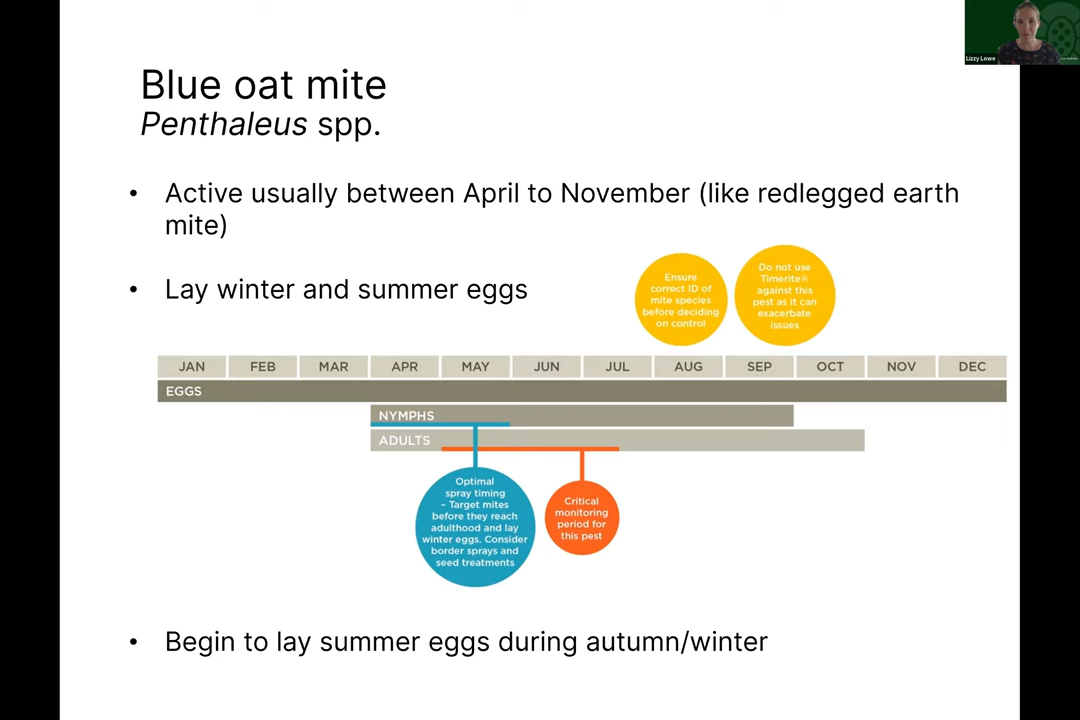 Lizzy Lowe
Blue oat mite
Penthaleus spp.
• Active usually between April to November (like redlegged earth
mite)
• Lay winter and summer eggs
Ensure
correct ID of
mite species
before deciding
on control
Do not use
Timerite®
against this
pest as it can
exacerbate
issues
JAN FEB MAR APR MAY JUN JUL AUG SEP OCT NOV DEC
EGGS
NYMPHS
ADULTS
Optimal
spray timing
– Target mites
before they reach
adulthood and lay
winter eggs. Consider
border sprays and
seed treatments
Critical
monitoring
period for
this pest
• Begin to lay summer eggs during autumn/winter